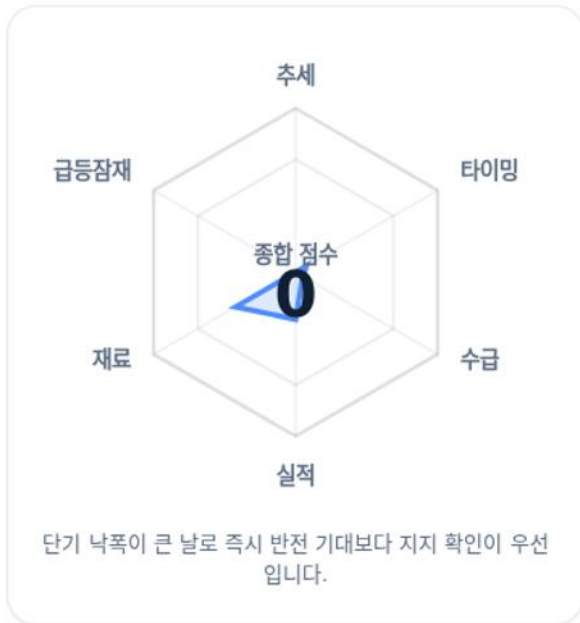 추세
급등잠재
타이밍
종합 점수
0
재료
수급
실적
단기 낙폭이 큰 날로 즉시 반전 기대보다 지지 확인이 우선
입니다.